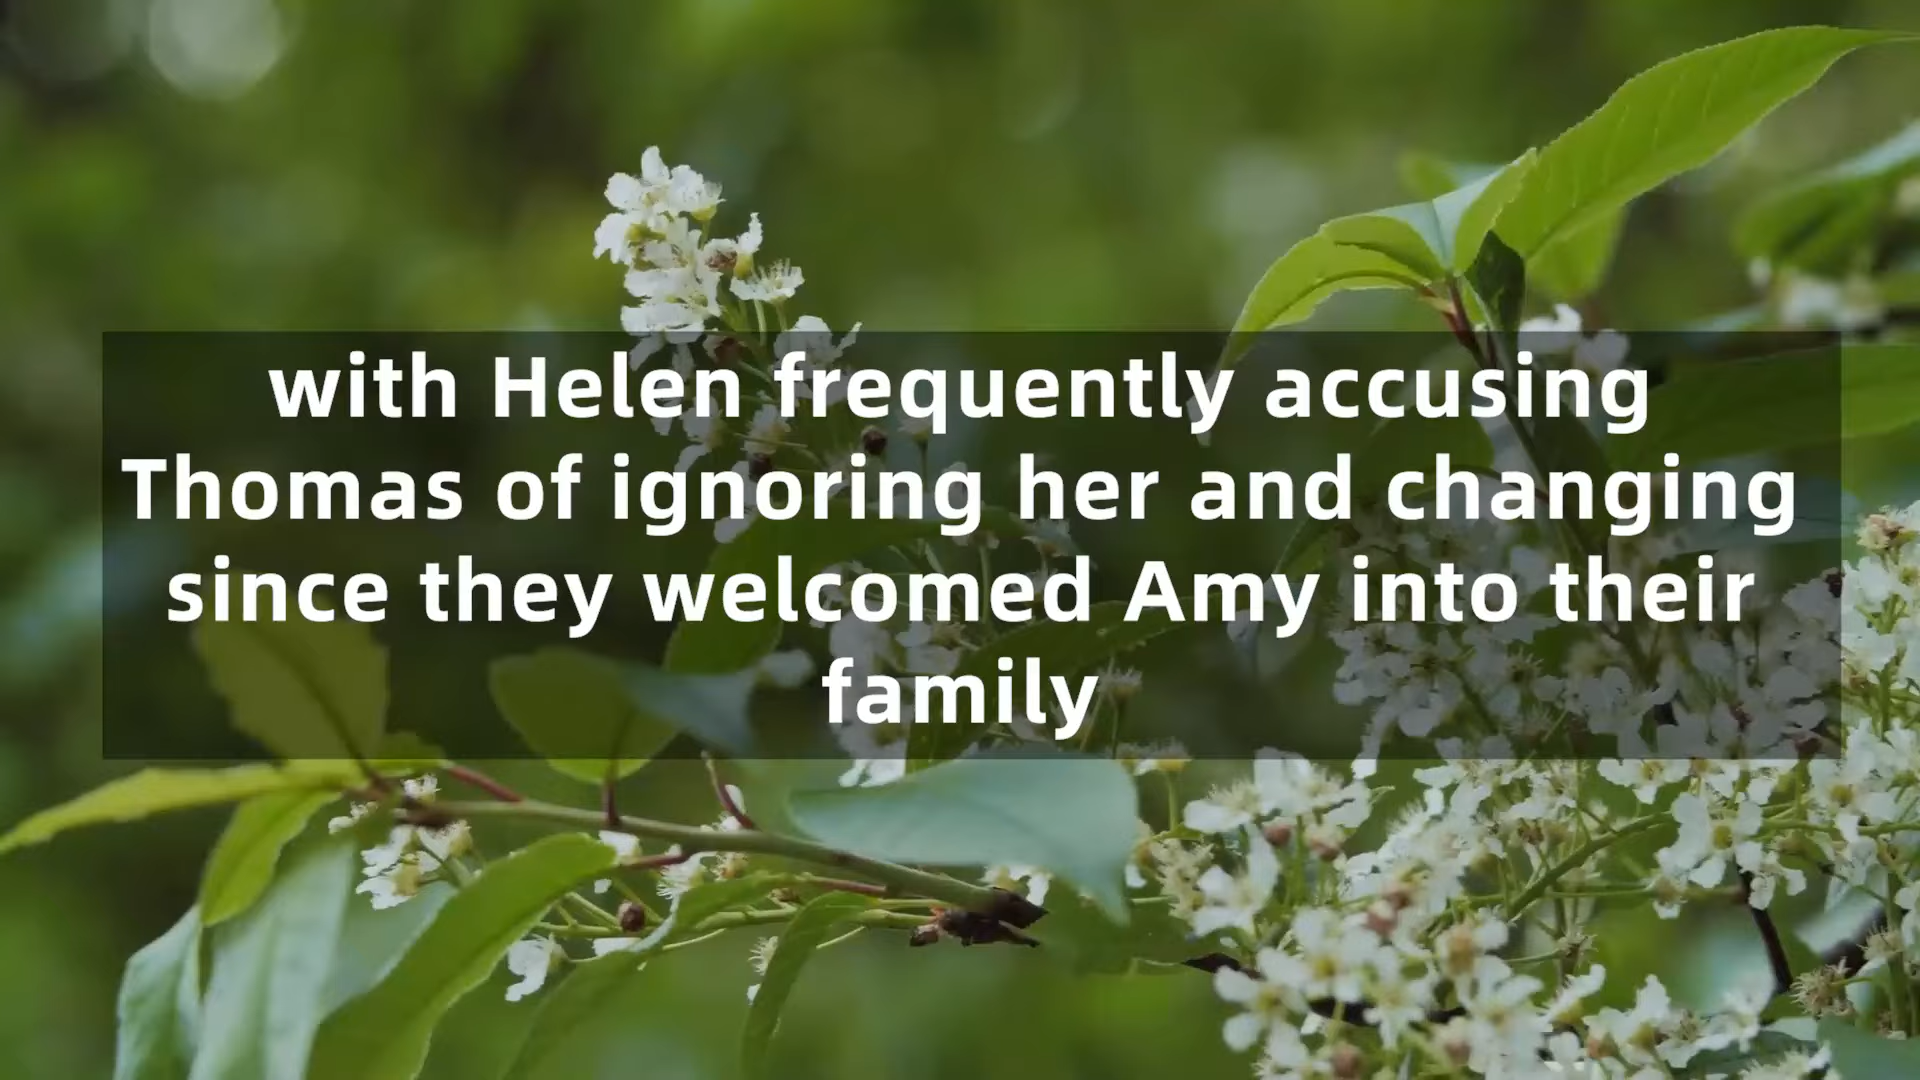 with Helen frequently accusing
Thomas of ignoring her and changing
since they welcomed Amy into their
family